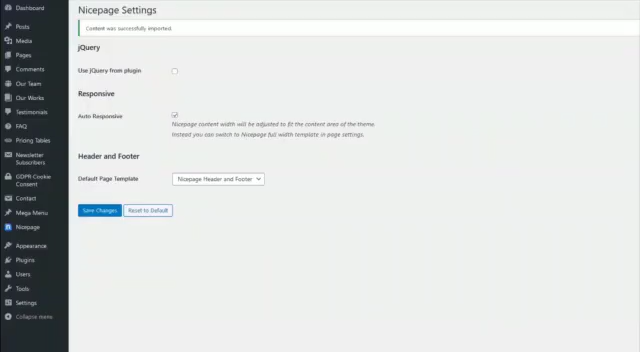 Dashboard
Posts
Media
Pages
Comments
Our Team
Our Works
Testimonials
FAQ
Pricing Tables
Newsletter
Subscribers
GDPR Cookie
Consent
Contact
Mega Menu
Nicepage
Appearance
Plugins
Users
Tools
Settings
Collapse menu
Nicepage Settings
Content was successfully imported.
jQuery
Use jQuery from plugin
Responsive
Auto Responsive
Nicepage content width will be adjusted to fit the content area of the theme.
Instead you can switch to Nicepage full width template in page settings.
Header and Footer
Default Page Template
Nicepage Header and Footer
Save Changes
Reset to Default